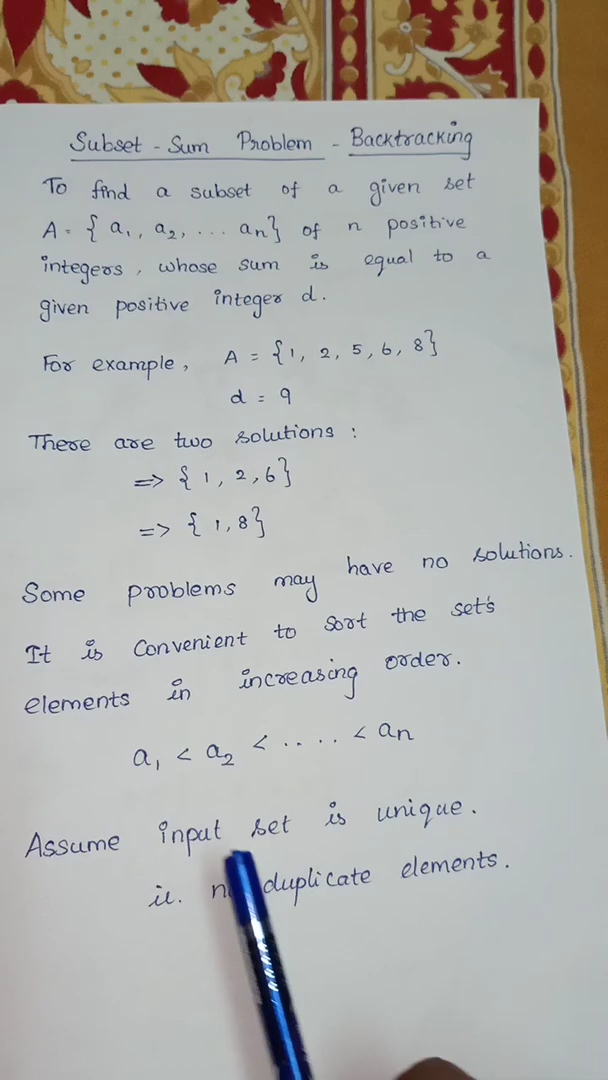 Subset - Sum Problem - Backtracking
To find a subset of a given set
A = { a₁, a₂, ... aₙ} of n positive
integers, whose sum is equal to a
given positive integer d.
For example, A = {1, 2, 5, 6, 8}
d = 9
There are two solutions :
=> { 1, 2, 6}
=> { 1, 8}
Some problems may have no solutions.
It is convenient to sort the set's
elements in increasing order.
a₁ < a₂ < ..... < aₙ
Assume input set is unique.
ie. duplicate elements.